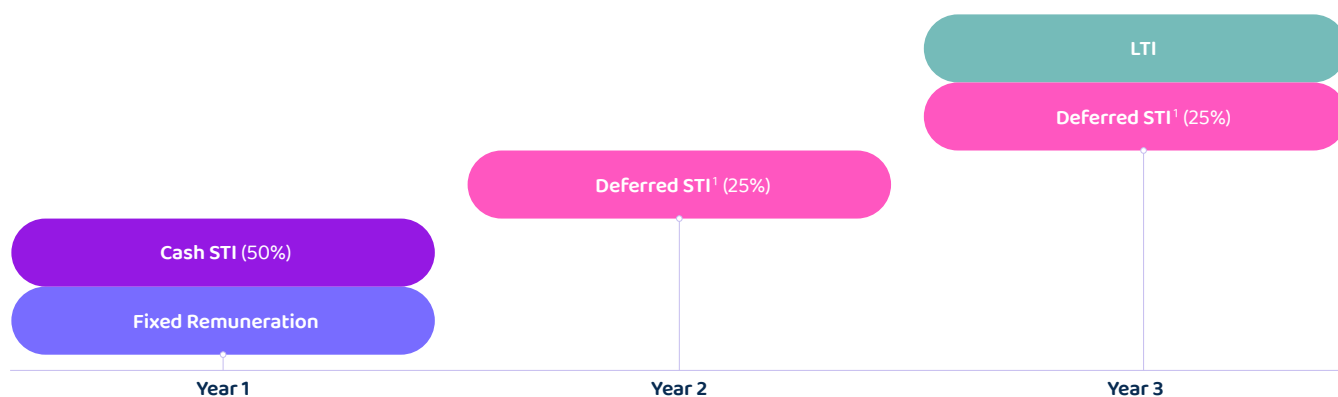 LTI
Deferred STI¹ (25%)
Deferred STI¹ (25%)
Cash STI (50%)
Fixed Remuneration
Year 1
Year 2
Year 3